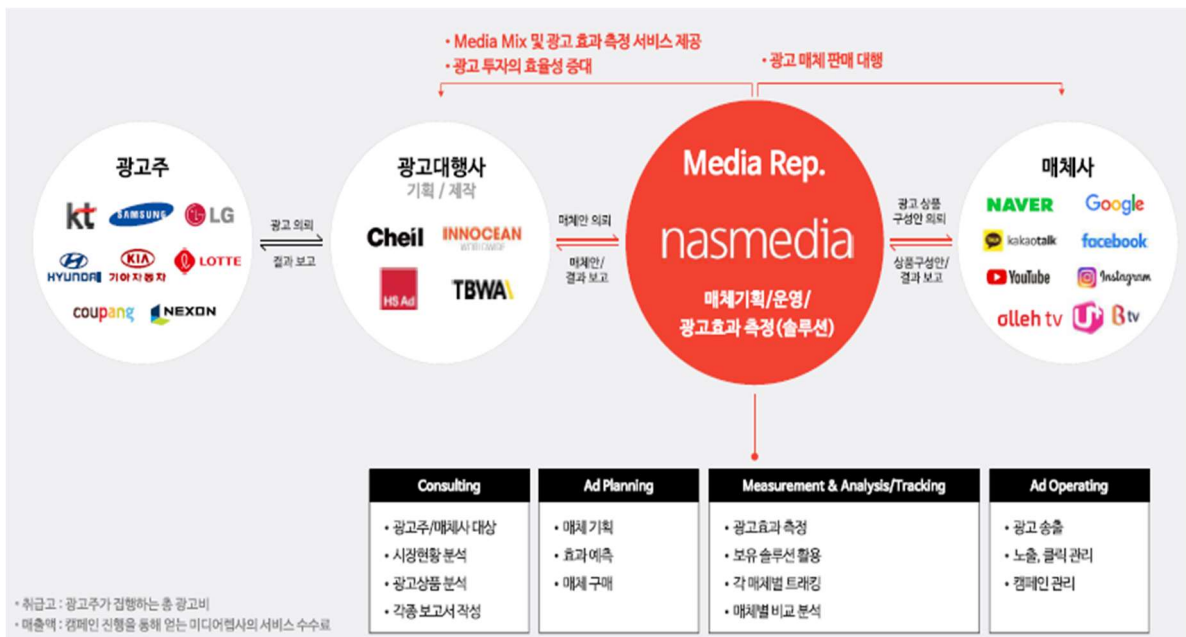 • Media Mix 및 광고 효과 측정 서비스 제공
• 광고 투자의 효율성 증대
• 광고 매체 판매 대행
광고주
kt
SAMSUNG
LG
HYUNDAI
KIA
기아자동차
LOTTE
coupang
NEXON
광고 의뢰
결과 보고
광고대행사
기획 / 제작
Cheil
INNOCEAN
WORLDWIDE
HS Ad
TBWA\
매체안 의뢰
매체안/
결과 보고
Media Rep.
nasmedia
매체기획/운영/
광고효과 측정(솔루션)
광고 상품
구성안 의뢰
상품구성안/
결과 보고
매체사
NAVER
Google
kakaotalk
facebook
YouTube
Instagram
olleh tv
U+
B tv
Consulting
• 광고주/매체사 대상
• 시장현황 분석
• 광고상품 분석
• 각종 보고서 작성
Ad Planning
• 매체 기획
• 효과 예측
• 매체 구매
Measurement & Analysis/Tracking
• 광고효과 측정
• 보유 솔루션 활용
• 각 매체별 트래킹
• 매체별 비교 분석
Ad Operating
• 광고 송출
• 노출, 클릭 관리
• 캠페인 관리
* 취급고 : 광고주가 집행하는 총 광고비
* 매출액 : 캠페인 진행을 통해 얻는 미디어렙사의 서비스 수수료